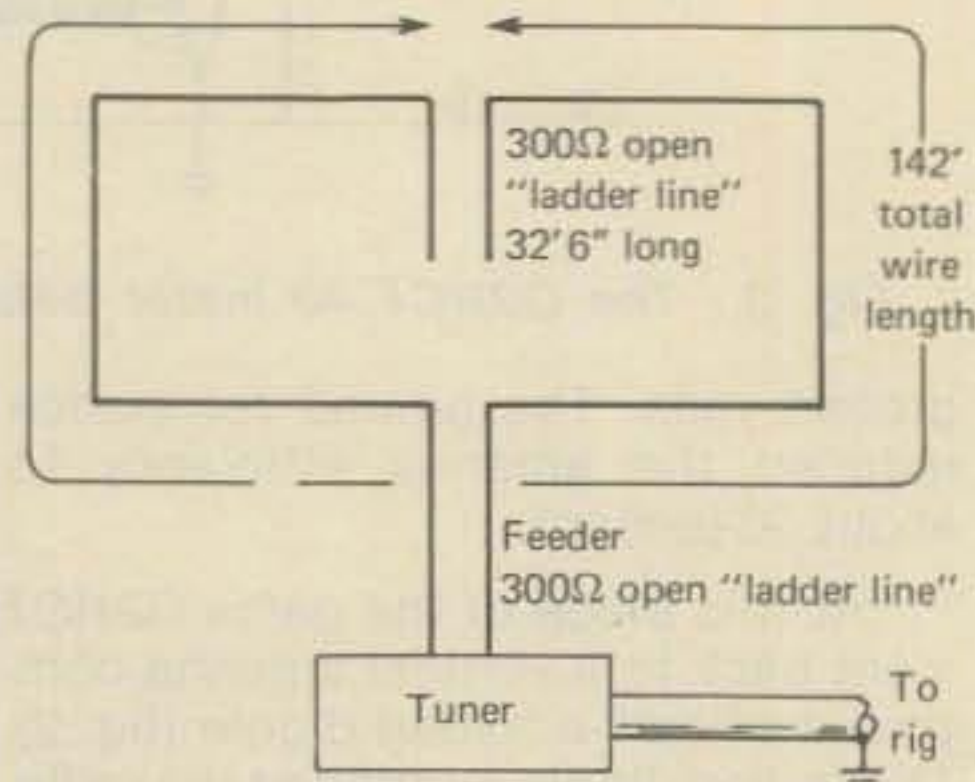 300Ω open
"ladder line"
32'6" long
142'
total
wire
length
Feeder
300Ω open "ladder line"
Tuner
To
rig